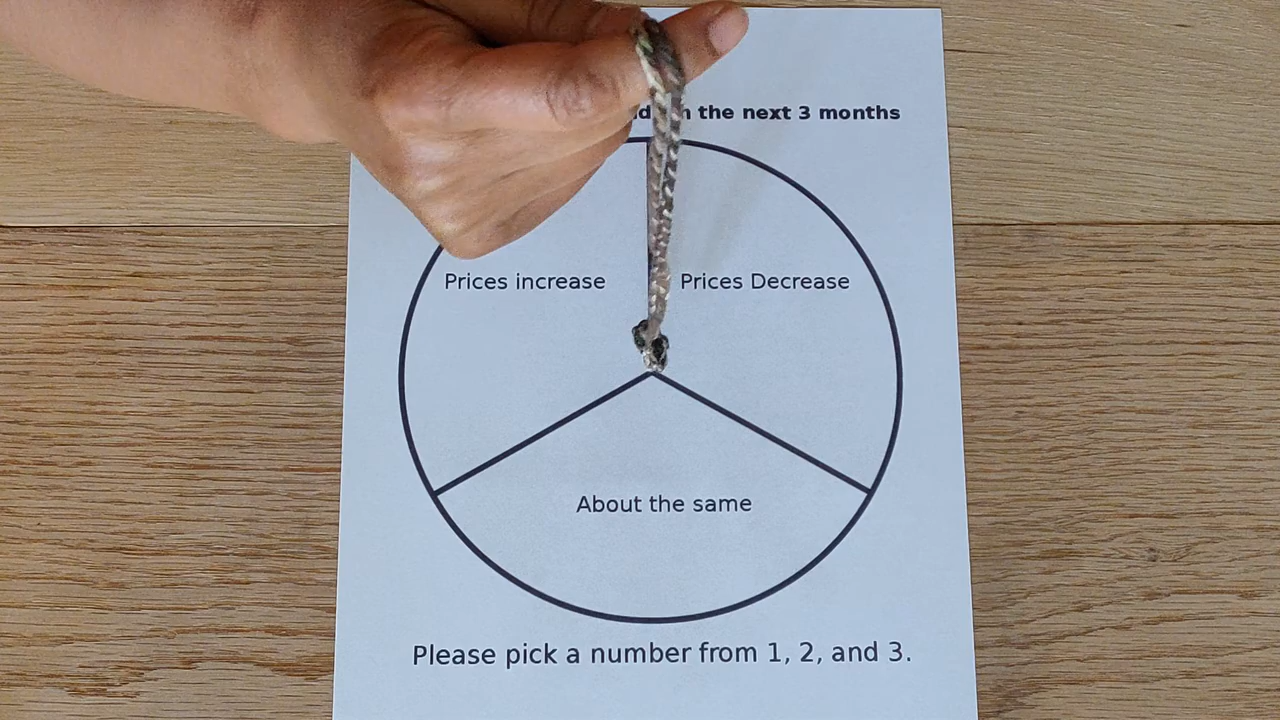 the next 3 months
Prices increase
Prices Decrease
About the same
Please pick a number from 1, 2, and 3.